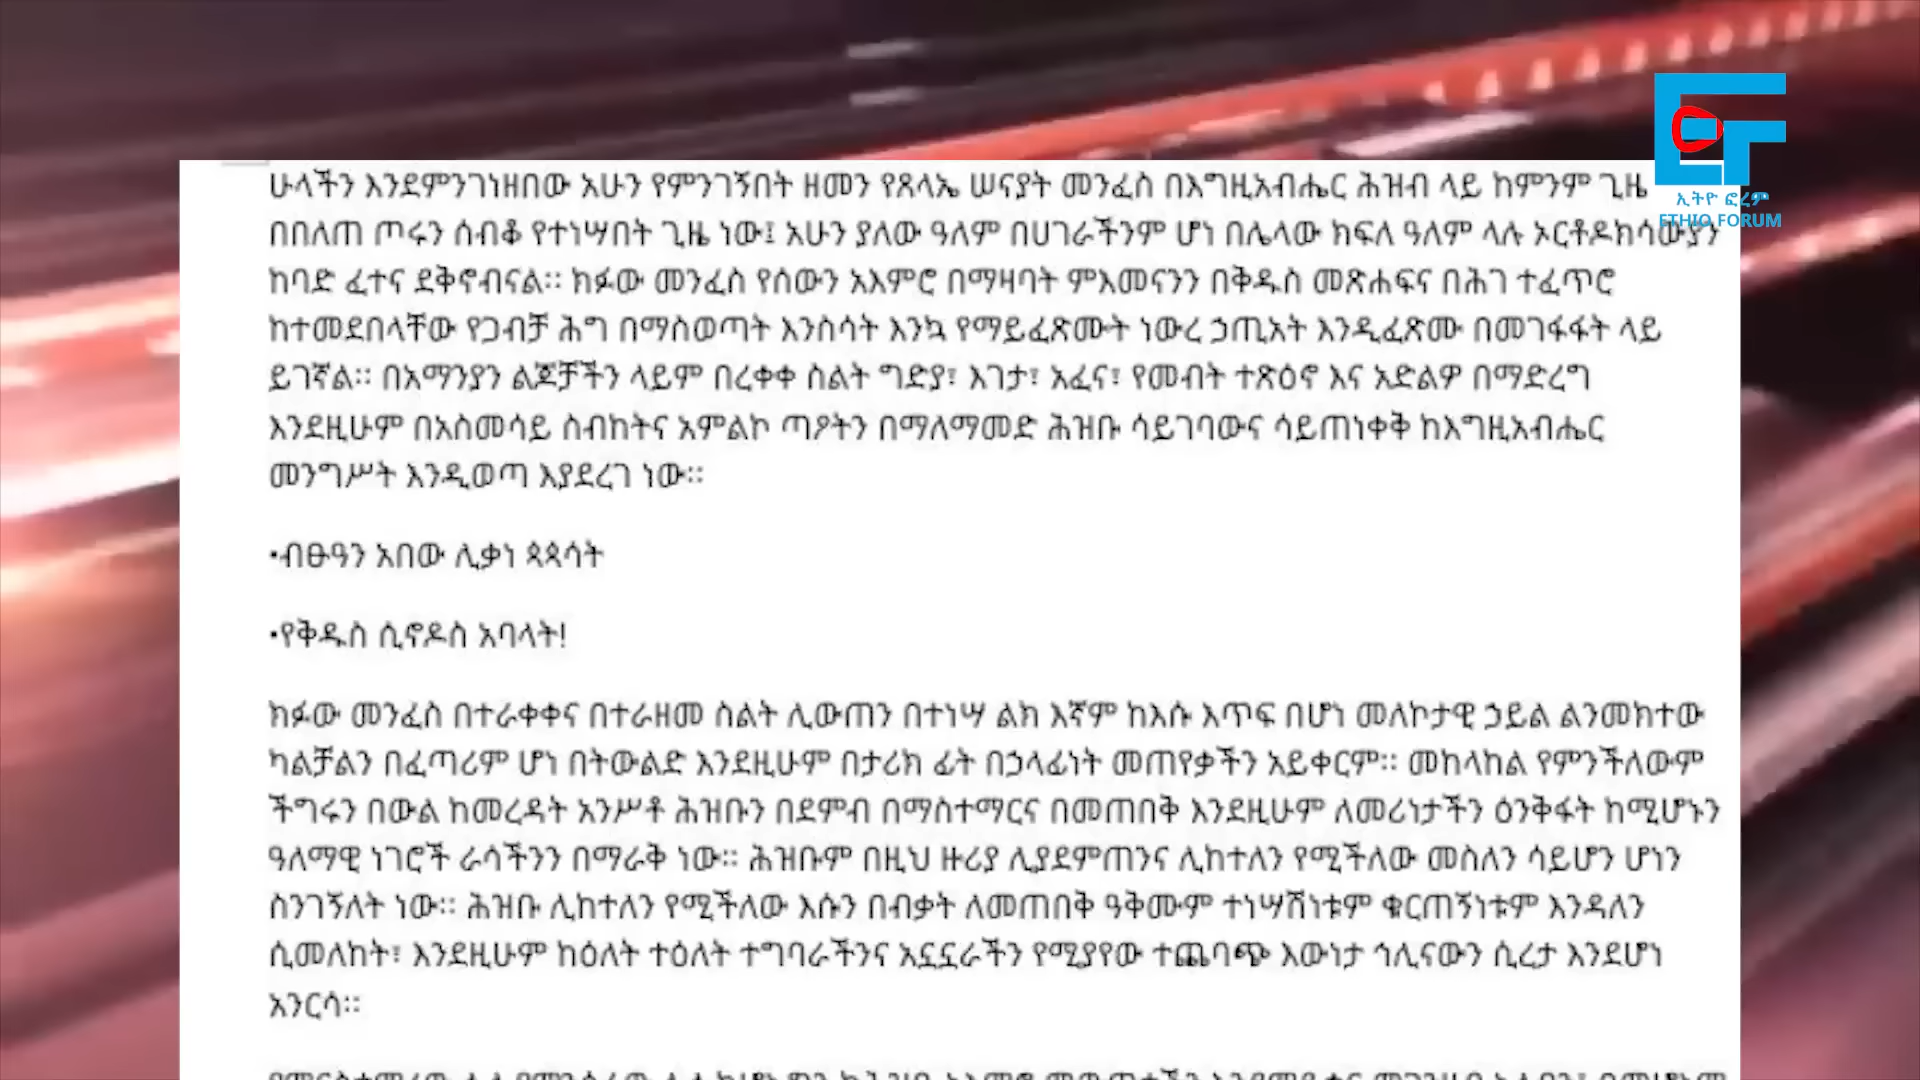 ኢትዮ ፎረም
ETHIO FORUM
ሁላችን እንደምንገነዘበው አሁን የምንገኝበት ዘመን የጸላኤ ሠናያት መንፈስ በእግዚአብሔር ሕዝብ ላይ ከምንም ጊዜ
በበለጠ ጦሩን ሰብቆ የተነሣበት ጊዜ ነው፤ አሁን ያለው ዓለም በሀገራችንም ሆነ በሌላው ክፍለ ዓለም ላሉ ኦርቶዶክሳውያን
ከባድ ፈተና ደቅኖብናል። ክፉው መንፈስ የሰውን አእምሮ በማዛባት ምእመናንን በቅዱስ መጽሐፍና በሕገ ተፈጥሮ
ከተመደበላቸው የጋብቻ ሕግ በማስወጣት እንስሳት እንኳ የማይፈጽሙት ነውረ ኃጢአት እንዲፈጽሙ በመገፋፋት ላይ
ይገኛል። በአማንያን ልጆቻችን ላይም በረቀቀ ስልት ግድያ፣ እገታ፣ አፈና፣ የመብት ተጽዕኖ እና አድልዎ በማድረግ
እንደዚሁም በአስመሳይ ስብከትና አምልኮ ጣዖትን በማለማመድ ሕዝቡ ሳይገባውና ሳይጠነቀቅ ከእግዚአብሔር
መንግሥት እንዲወጣ እያደረገ ነው።
•ብፁዓን አበው ሊቃነ ጳጳሳት
•የቅዱስ ሲኖዶስ አባላት!
ክፉው መንፈስ በተራቀቀና በተራዘመ ስልት ሊውጠን በተነሣ ልክ እኛም ከእሱ እጥፍ በሆነ መለኮታዊ ኃይል ልንመክተው
ካልቻልን በፈጣሪም ሆነ በትውልድ እንደዚሁም በታሪክ ፊት በኃላፊነት መጠየቃችን አይቀርም። መከላከል የምንችለውም
ችግሩን በውል ከመረዳት አንሥቶ ሕዝቡን በደምብ በማስተማርና በመጠበቅ እንደዚሁም ለመሪነታችን ዕንቅፋት ከሚሆኑን
ዓለማዊ ነገሮች ራሳችንን በማራቅ ነው። ሕዝቡም በዚህ ዙሪያ ሊያደምጠንና ሊከተለን የሚችለው መስለን ሳይሆን ሆነን
ስንገኝለት ነው። ሕዝቡ ሊከተለን የሚችለው እሱን በብቃት ለመጠበቅ ዓቅሙም ተነሣሽነቱም ቁርጠኝነቱም እንዳለን
ሲመለከት፣ እንደዚሁም ከዕለት ተዕለት ተግባራችንና አኗኗራችን የሚያየው ተጨባጭ እውነታ ኅሊናውን ሲረታ እንደሆነ
አንርሳ።